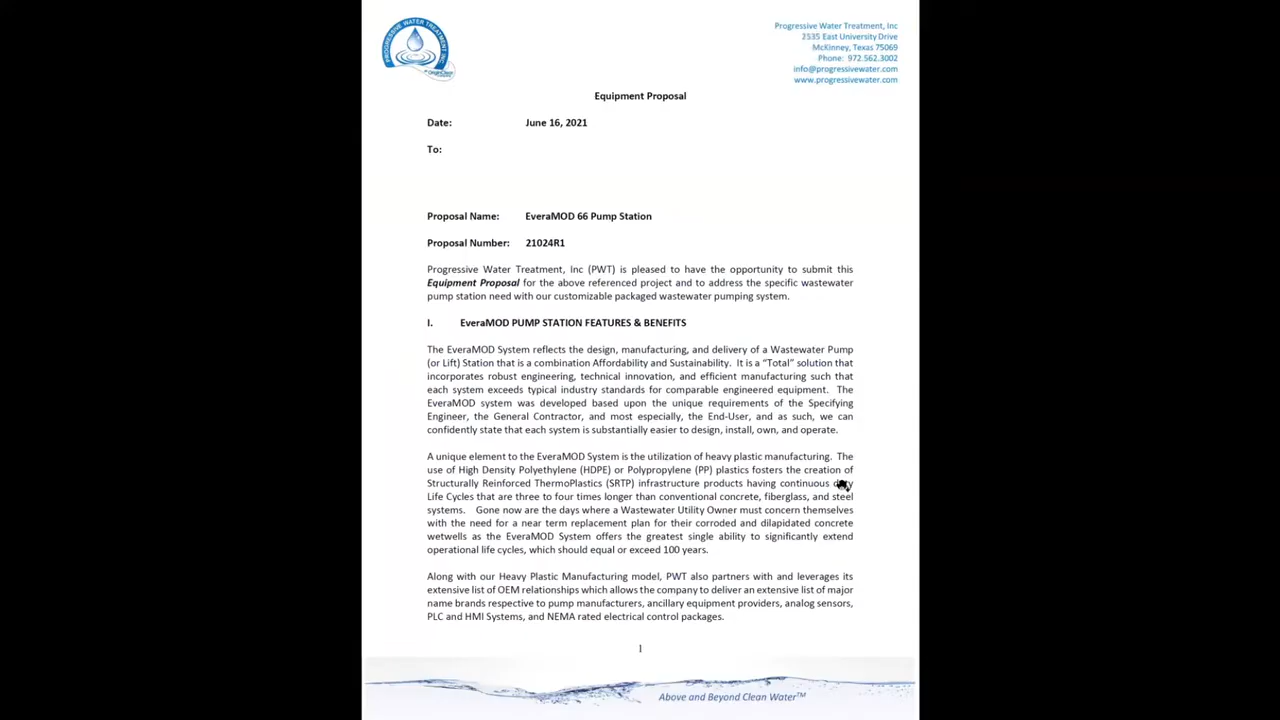 PROGRESSIVE WATER TREATMENT, INC
Progressive Water Treatment, Inc
2535 East University Drive
McKinney, Texas 75069
Phone: 972.562.3002
info@progressivewater.com
www.progressivewater.com
Equipment Proposal
Date: June 16, 2021
To:
Proposal Name: EveraMOD 66 Pump Station
Proposal Number: 21024R1
Progressive Water Treatment, Inc (PWT) is pleased to have the opportunity to submit this
Equipment Proposal for the above referenced project and to address the specific wastewater
pump station need with our customizable packaged wastewater pumping system.
I. EveraMOD PUMP STATION FEATURES & BENEFITS
The EveraMOD System reflects the design, manufacturing, and delivery of a Wastewater Pump
(or Lift) Station that is a combination Affordability and Sustainability. It is a “Total” solution that
incorporates robust engineering, technical innovation, and efficient manufacturing such that
each system exceeds typical industry standards for comparable engineered equipment. The
EveraMOD system was developed based upon the unique requirements of the Specifying
Engineer, the General Contractor, and most especially, the End-User, and as such, we can
confidently state that each system is substantially easier to design, install, own, and operate.
A unique element to the EveraMOD System is the utilization of heavy plastic manufacturing. The
use of High Density Polyethylene (HDPE) or Polypropylene (PP) plastics fosters the creation of
Structurally Reinforced ThermoPlastics (SRTP) infrastructure products having continuous duty
Life Cycles that are three to four times longer than conventional concrete, fiberglass, and steel
systems. Gone now are the days where a Wastewater Utility Owner must concern themselves
with the need for a near term replacement plan for their corroded and dilapidated concrete
wetwells as the EveraMOD System offers the greatest single ability to significantly extend
operational life cycles, which should equal or exceed 100 years.
Along with our Heavy Plastic Manufacturing model, PWT also partners with and leverages its
extensive list of OEM relationships which allows the company to deliver an extensive list of major
name brands respective to pump manufacturers, ancillary equipment providers, analog sensors,
PLC and HMI Systems, and NEMA rated electrical control packages.
1
Above and Beyond Clean Water™